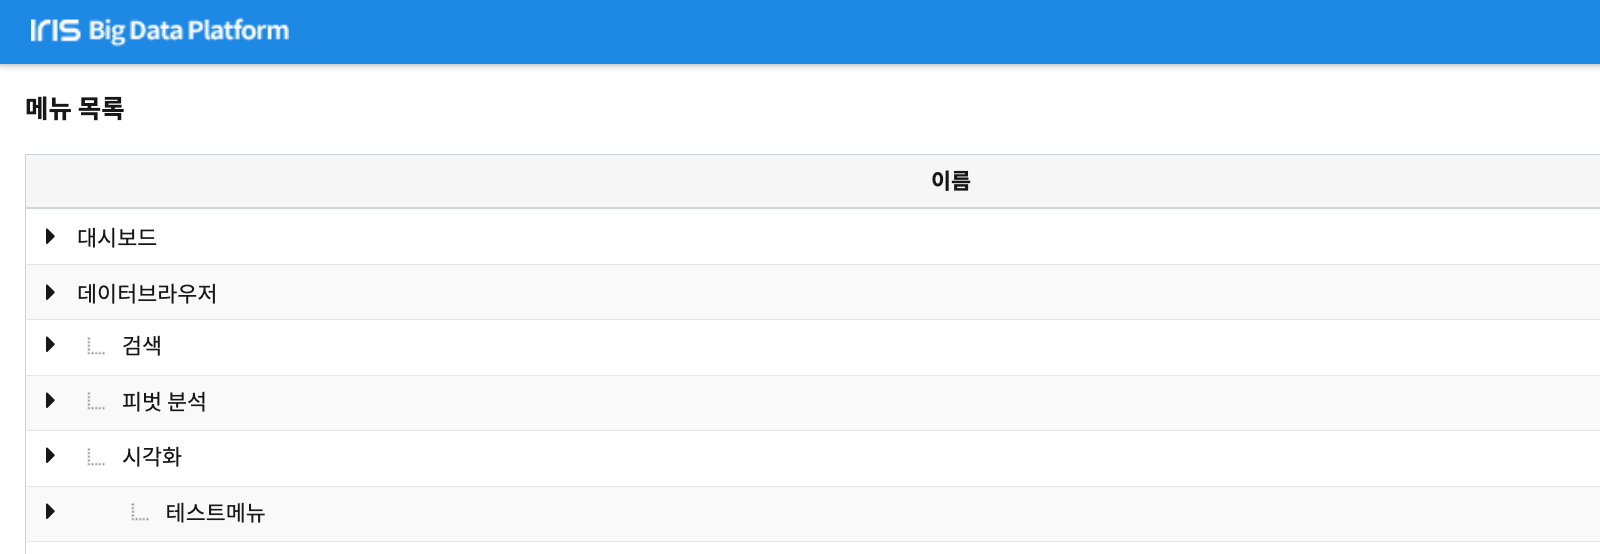 IRIS Big Data Platform
메뉴 목록
이름
대시보드
데이터브라우저
검색
피벗 분석
시각화
테스트메뉴